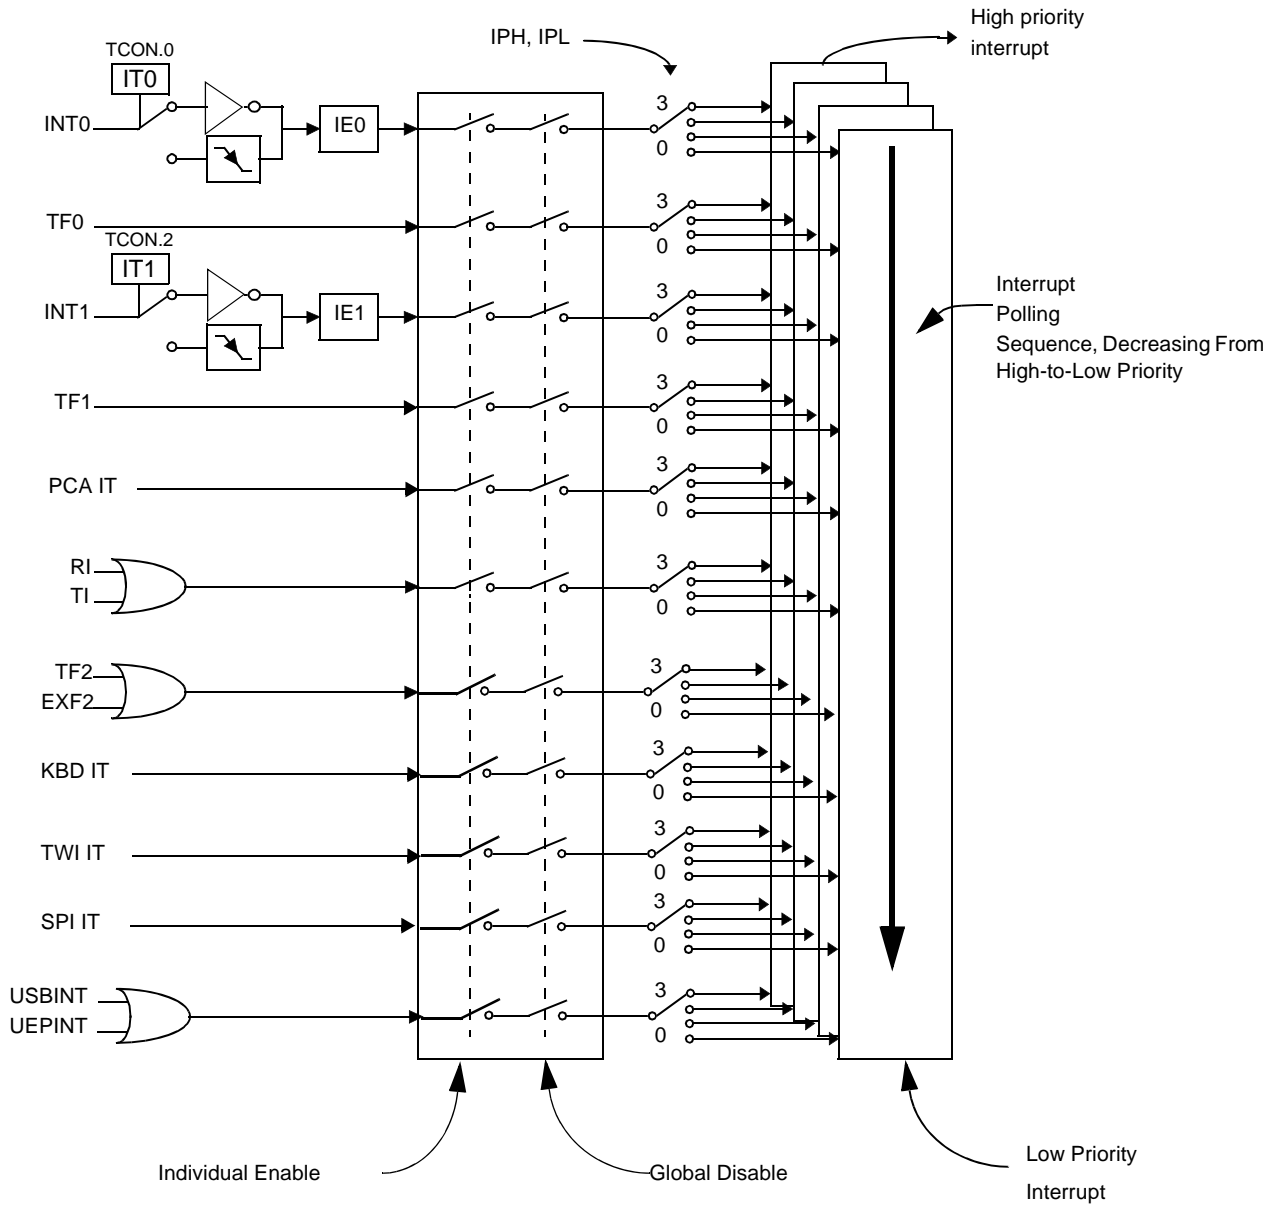 High priority
interrupt
IPH, IPL
TCON.0
IT0
INT0
IE0
3
0
TF0
3
0
TCON.2
IT1
INT1
IE1
3
0
Interrupt
Polling
Sequence, Decreasing From
High-to-Low Priority
TF1
3
0
PCA IT
3
0
RI
TI
3
0
TF2
EXF2
3
0
KBD IT
3
0
TWI IT
3
0
SPI IT
3
0
USBINT
UEPINT
3
0
Individual Enable
Global Disable
Low Priority
Interrupt